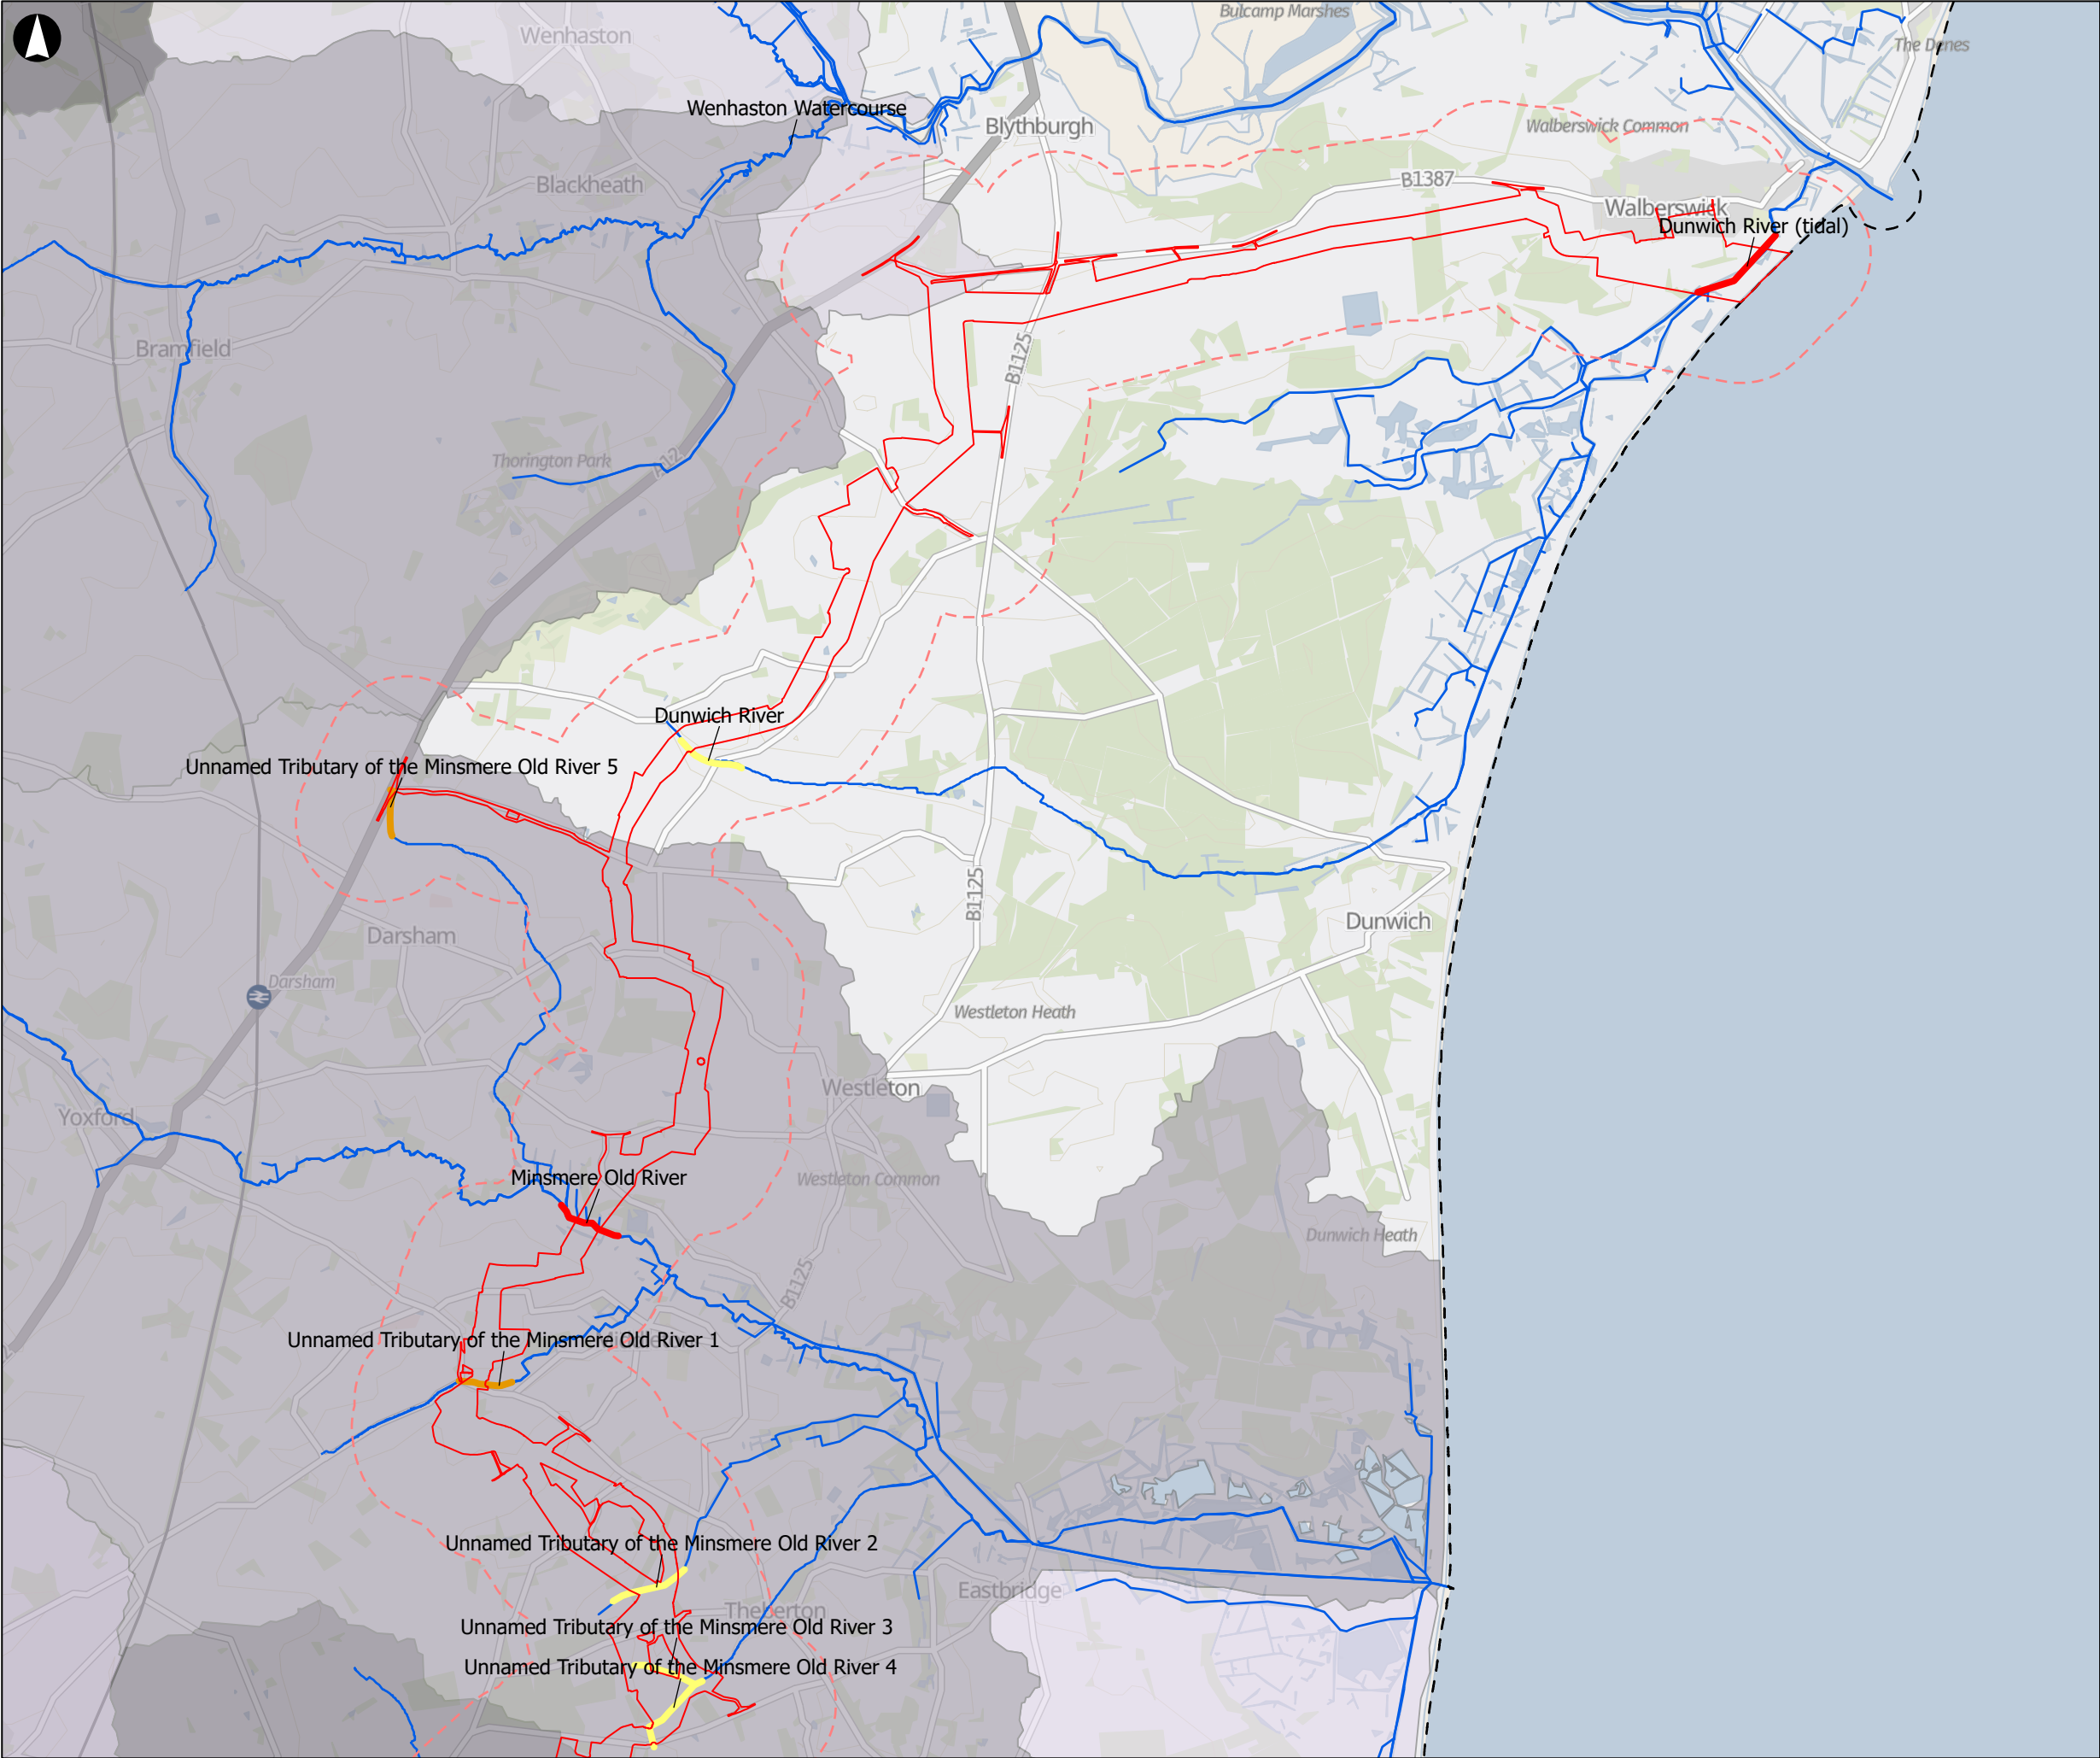 Bulcamp Marshes
Wenhaston
The Denes
Wenhaston Watercourse
Blythburgh
Walberswick Common
Blackheath
B1387
Walberswick
Dunwich River (tidal)
Bramfield
B1125
Thorington Park
A12
Dunwich River
Unnamed Tributary of the Minsmere Old River 5
B1125
Dunwich
Darsham
Darsham
Westleton Heath
Westleton
Yoxford
Minsmere Old River
Westleton Common
Dunwich Heath
B1125
Unnamed Tributary of the Minsmere Old River 1
Unnamed Tributary of the Minsmere Old River 2
Eastbridge
Theberton
Unnamed Tributary of the Minsmere Old River 3
Unnamed Tributary of the Minsmere Old River 4